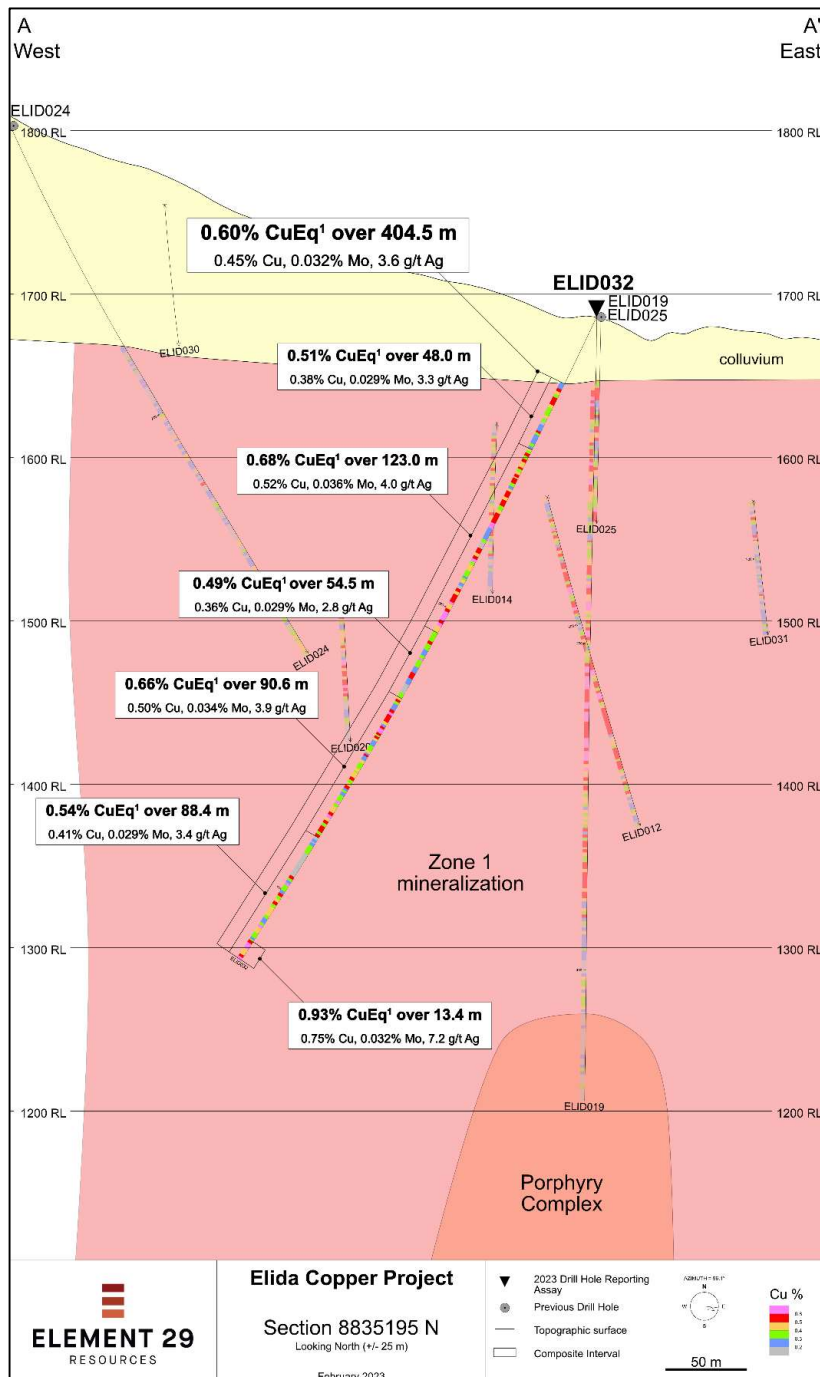 A
West
A'
East
ELID024
1800 RL
1800 RL
0.60% CuEq¹ over 404.5 m
0.45% Cu, 0.032% Mo, 3.6 g/t Ag
ELID032
ELID019
ELID025
1700 RL
1700 RL
ELID030
colluvium
0.51% CuEq¹ over 48.0 m
0.38% Cu, 0.029% Mo, 3.3 g/t Ag
1600 RL
1600 RL
0.68% CuEq¹ over 123.0 m
0.52% Cu, 0.036% Mo, 4.0 g/t Ag
ELID025
0.49% CuEq¹ over 54.5 m
0.36% Cu, 0.029% Mo, 2.8 g/t Ag
ELID014
1500 RL
1500 RL
ELID031
ELID024
0.66% CuEq¹ over 90.6 m
0.50% Cu, 0.034% Mo, 3.9 g/t Ag
ELID020
1400 RL
1400 RL
0.54% CuEq¹ over 88.4 m
0.41% Cu, 0.029% Mo, 3.4 g/t Ag
ELID012
Zone 1
mineralization
1300 RL
1300 RL
ELID032
0.93% CuEq¹ over 13.4 m
0.75% Cu, 0.032% Mo, 7.2 g/t Ag
1200 RL
1200 RL
ELID019
Porphyry
Complex
ELEMENT 29
RESOURCES
Elida Copper Project
Section 8835195 N
Looking North (+/- 25 m)
February 2023
2023 Drill Hole Reporting
Assay
Previous Drill Hole
Topographic surface
Composite Interval
N
W
E
S
50 m
Cu %